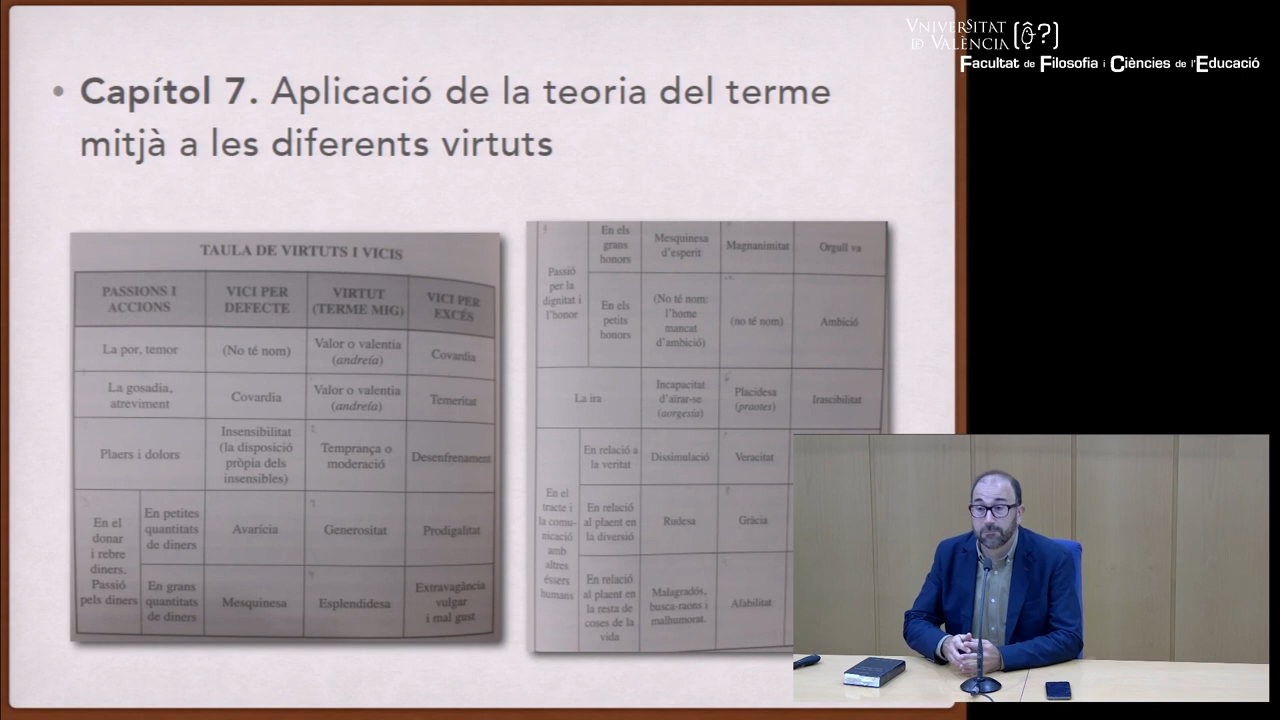 VNIVERSITAT
ID VALÈNCIA
Facultat de Filosofia i Ciències de l'Educació
• Capítol 7. Aplicació de la teoria del terme
mitjà a les diferents virtuts
TAULA DE VIRTUTS I VICIS
PASSIONS I
ACCIONS
VICI PER
DEFECTE
VIRTUT
(TERME MIG)
VICI PER
EXCÉS
La por, temor
(No té nom)
Valor o valentia
(andreía)
Covardia
La gosadia,
atreviment
Covardia
Valor o valentia
(andreía)
Temeritat
Plaers i dolors
Insensibilitat
(la disposició
pròpia dels
insensibles)
Temprança o
moderació
Desenfrenament
En el
donar
i rebre
diners.
Passió
pels diners
En petites
quantitats
de diners
Avarícia
Generositat
Prodigalitat
En grans
quantitats
de diners
Mesquinesa
Esplendidesa
Extravagància
vulgar
i mal gust
Passió
per la
dignitat i
l'honor
En els
grans
honors
Mesquinesa
d'esperit
Magnanimitat
Orgull va
En els
petits
honors
(No té nom:
l'home
mancat
d'ambició)
(no té nom)
Ambició
La ira
Incapacitat
d'airar-se
(aorgesía)
Placidesa
(praotes)
Irascibilitat
En el
tracte i
la comu-
nicació
amb
altres
éssers
humans
En relació a
la veritat
Dissimulació
Veracitat
En relació
al plaent en
la diversió
Rudesa
Gràcia
En relació
al plaent en
la resta de
coses de la
vida
Malagradós,
busca-raons i
malhumorat.
Afabilitat